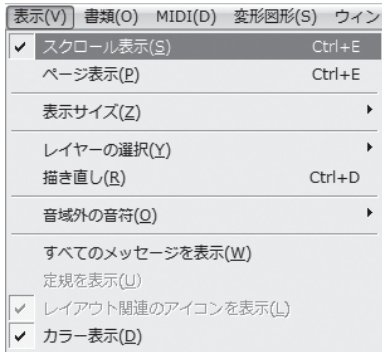 表示(V) 書類(O) MIDI(D) 変形図形(S) ウィン
✓ スクロール表示(S) Ctrl+E
ページ表示(P) Ctrl+E
表示サイズ(Z)
レイヤーの選択(Y)
描き直し(R) Ctrl+D
音域外の音符(O)
すべてのメッセージを表示(W)
定規を表示(U)
✓ レイアウト関連のアイコンを表示(L)
✓ カラー表示(D)